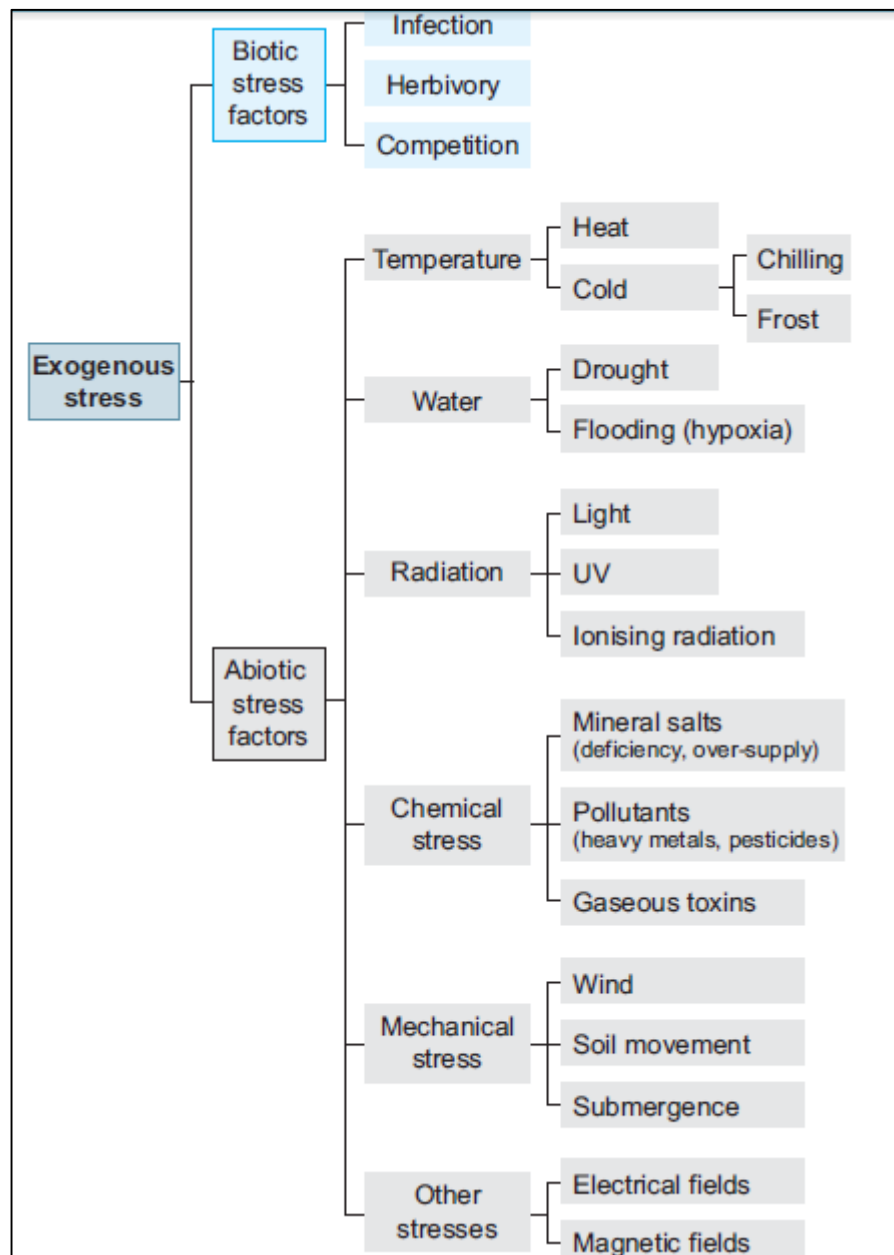 Infection
Biotic
stress
factors
Herbivory
Competition
Heat
Temperature
Chilling
Cold
Frost
Exogenous
stress
Drought
Water
Flooding (hypoxia)
Light
Radiation
UV
Ionising radiation
Abiotic
stress
factors
Mineral salts
(deficiency, over-supply)
Chemical
stress
Pollutants
(heavy metals, pesticides)
Gaseous toxins
Wind
Mechanical
stress
Soil movement
Submergence
Other
stresses
Electrical fields
Magnetic fields